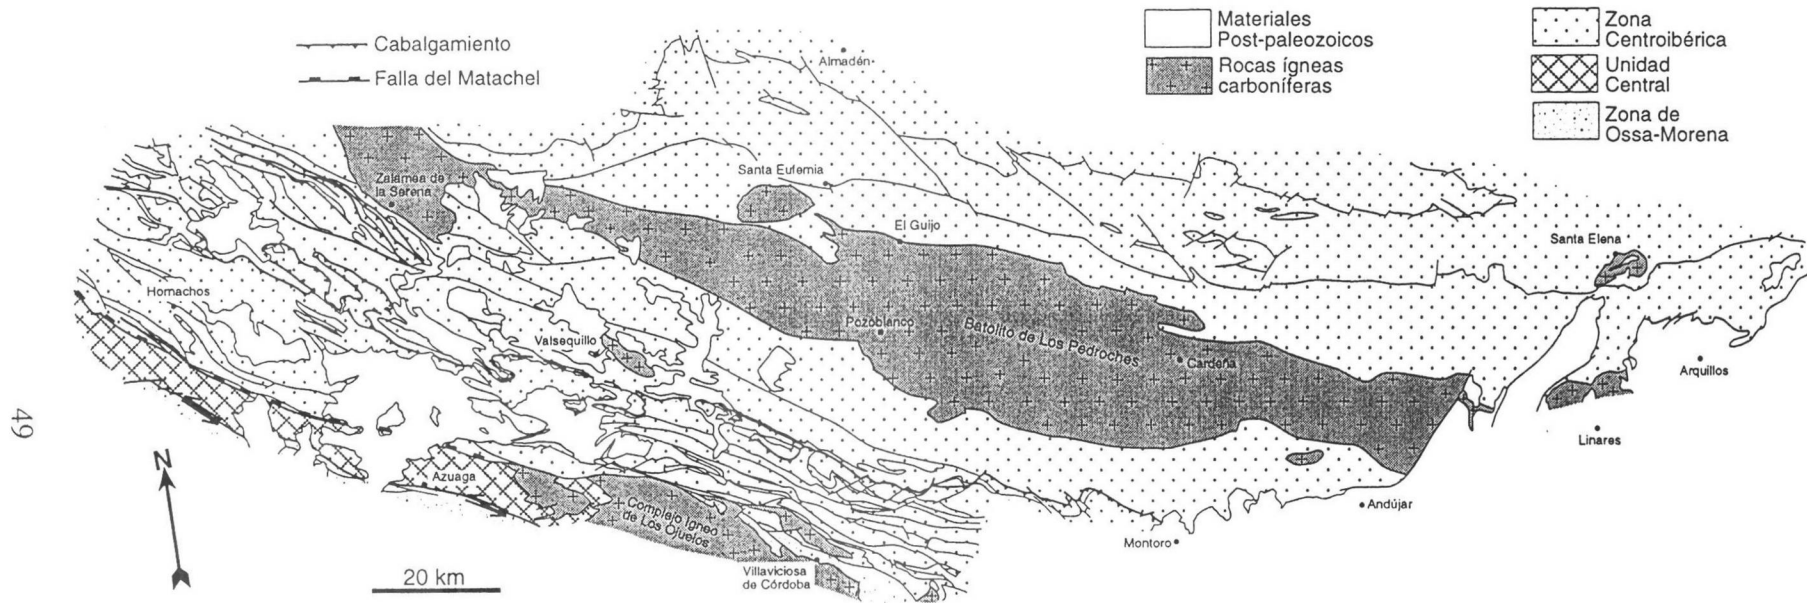 Cabalgamiento
Falla del Matachel
Materiales
Post-paleozoicos
Rocas ígneas
carboníferas
Zona
Centroibérica
Unidad
Central
Zona de
Ossa-Morena
Almadén
Santa Eufemia
Zalamea de
la Serena
El Guijo
Santa Elena
Hornachos
Valsequillo
Pozoblanco
Batolito de Los Pedroches
Cardeña
Arquillos
Linares
49
N
Azuaga
Complejo Igneo
de Los Ojuelos
Andújar
Montoro
Villaviciosa
de Córdoba
20 km